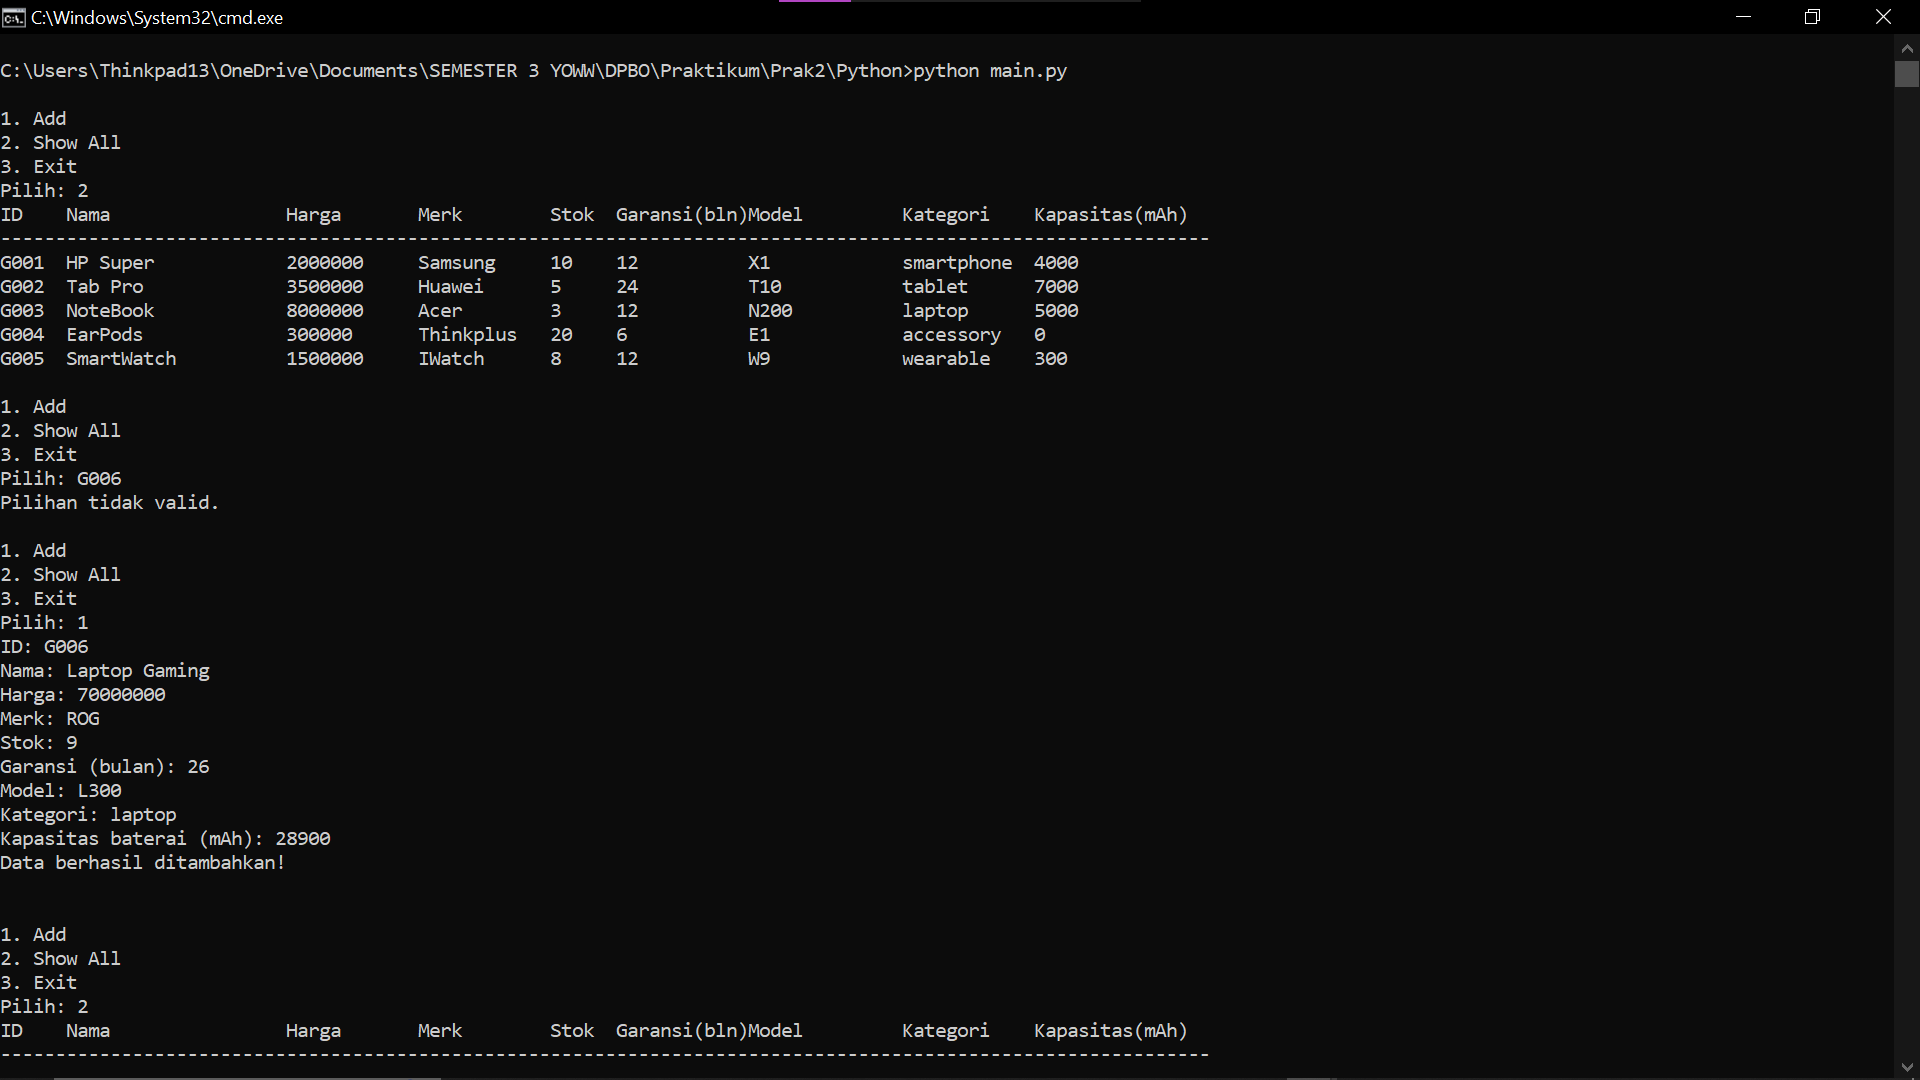 C:\Windows\System32\cmd.exe
C:\Users\Thinkpad13\OneDrive\Documents\SEMESTER 3 YOWW\DPBO\Praktikum\Prak2\Python>python main.py
1. Add
2. Show All
3. Exit
Pilih: 2
ID    Nama                Harga       Merk        Stok  Garansi(bln)Model         Kategori    Kapasitas(mAh)
--------------------------------------------------------------------------------------------------------------
G001  HP Super            2000000     Samsung     10    12          X1            smartphone  4000
G002  Tab Pro             3500000     Huawei      5     24          T10           tablet      7000
G003  NoteBook            8000000     Acer        3     12          N200          laptop      5000
G004  EarPods             300000      Thinkplus   20    6           E1            accessory   0
G005  SmartWatch          1500000     IWatch      8     12          W9            wearable    300
1. Add
2. Show All
3. Exit
Pilih: G006
Pilihan tidak valid.
1. Add
2. Show All
3. Exit
Pilih: 1
ID: G006
Nama: Laptop Gaming
Harga: 70000000
Merk: ROG
Stok: 9
Garansi (bulan): 26
Model: L300
Kategori: laptop
Kapasitas baterai (mAh): 28900
Data berhasil ditambahkan!
1. Add
2. Show All
3. Exit
Pilih: 2
ID    Nama                Harga       Merk        Stok  Garansi(bln)Model         Kategori    Kapasitas(mAh)
--------------------------------------------------------------------------------------------------------------